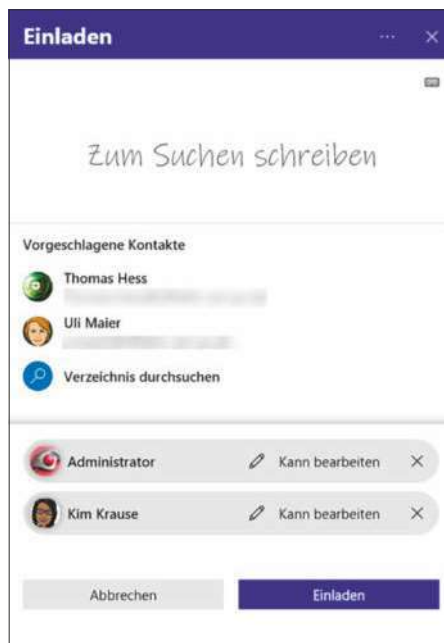 Einladen
Zum Suchen schreiben
Vorgeschlagene Kontakte
Thomas Hess
Uli Maier
Verzeichnis durchsuchen
Administrator Kann bearbeiten
Kim Krause Kann bearbeiten
Abbrechen Einladen